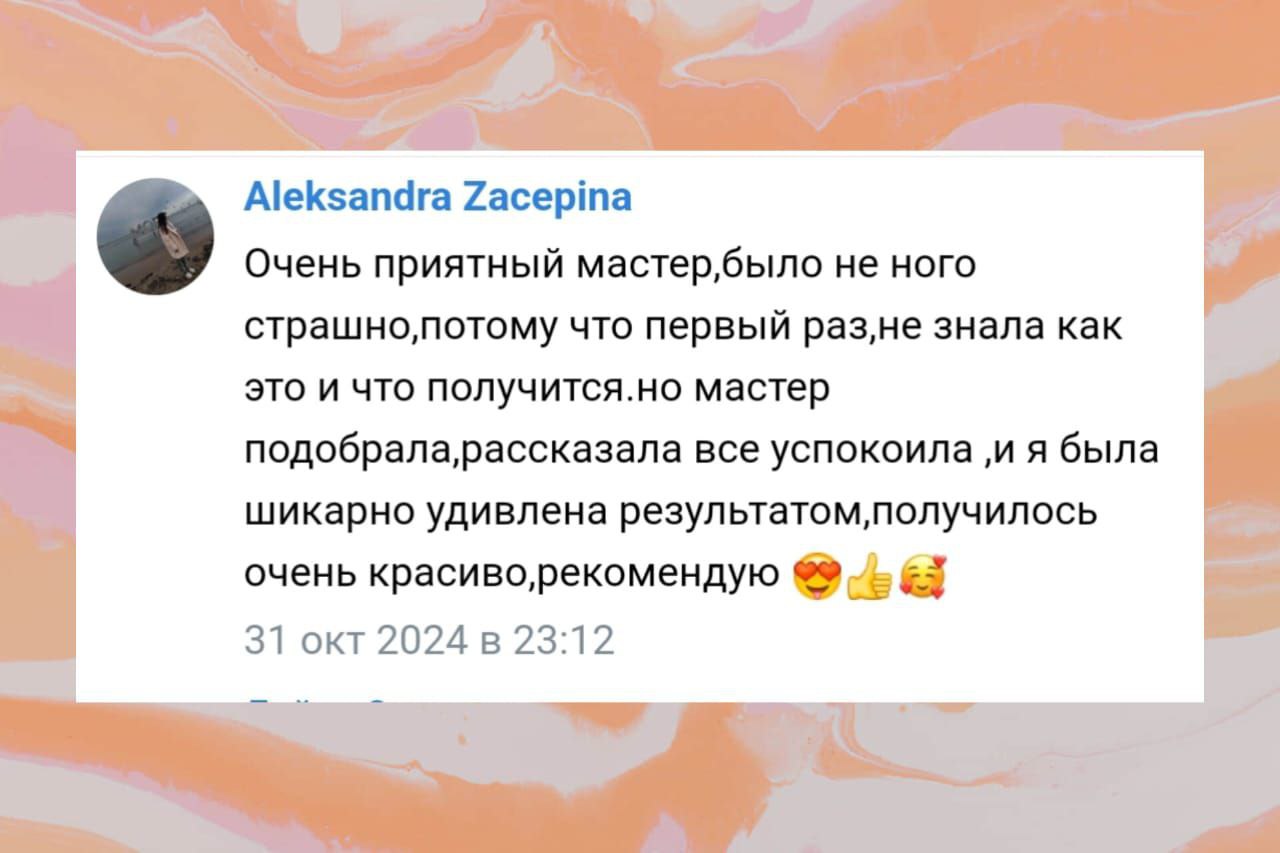 Aleksandra Zacepina
Очень приятный мастер,было не ного
страшно,потому что первый раз,не знала как
это и что получится.но мастер
подобрала,рассказала все успокоила ,и я была
шикарно удивлена результатом,получилось
очень красиво,рекомендую 😍👍🥰
31 окт 2024 в 23:12